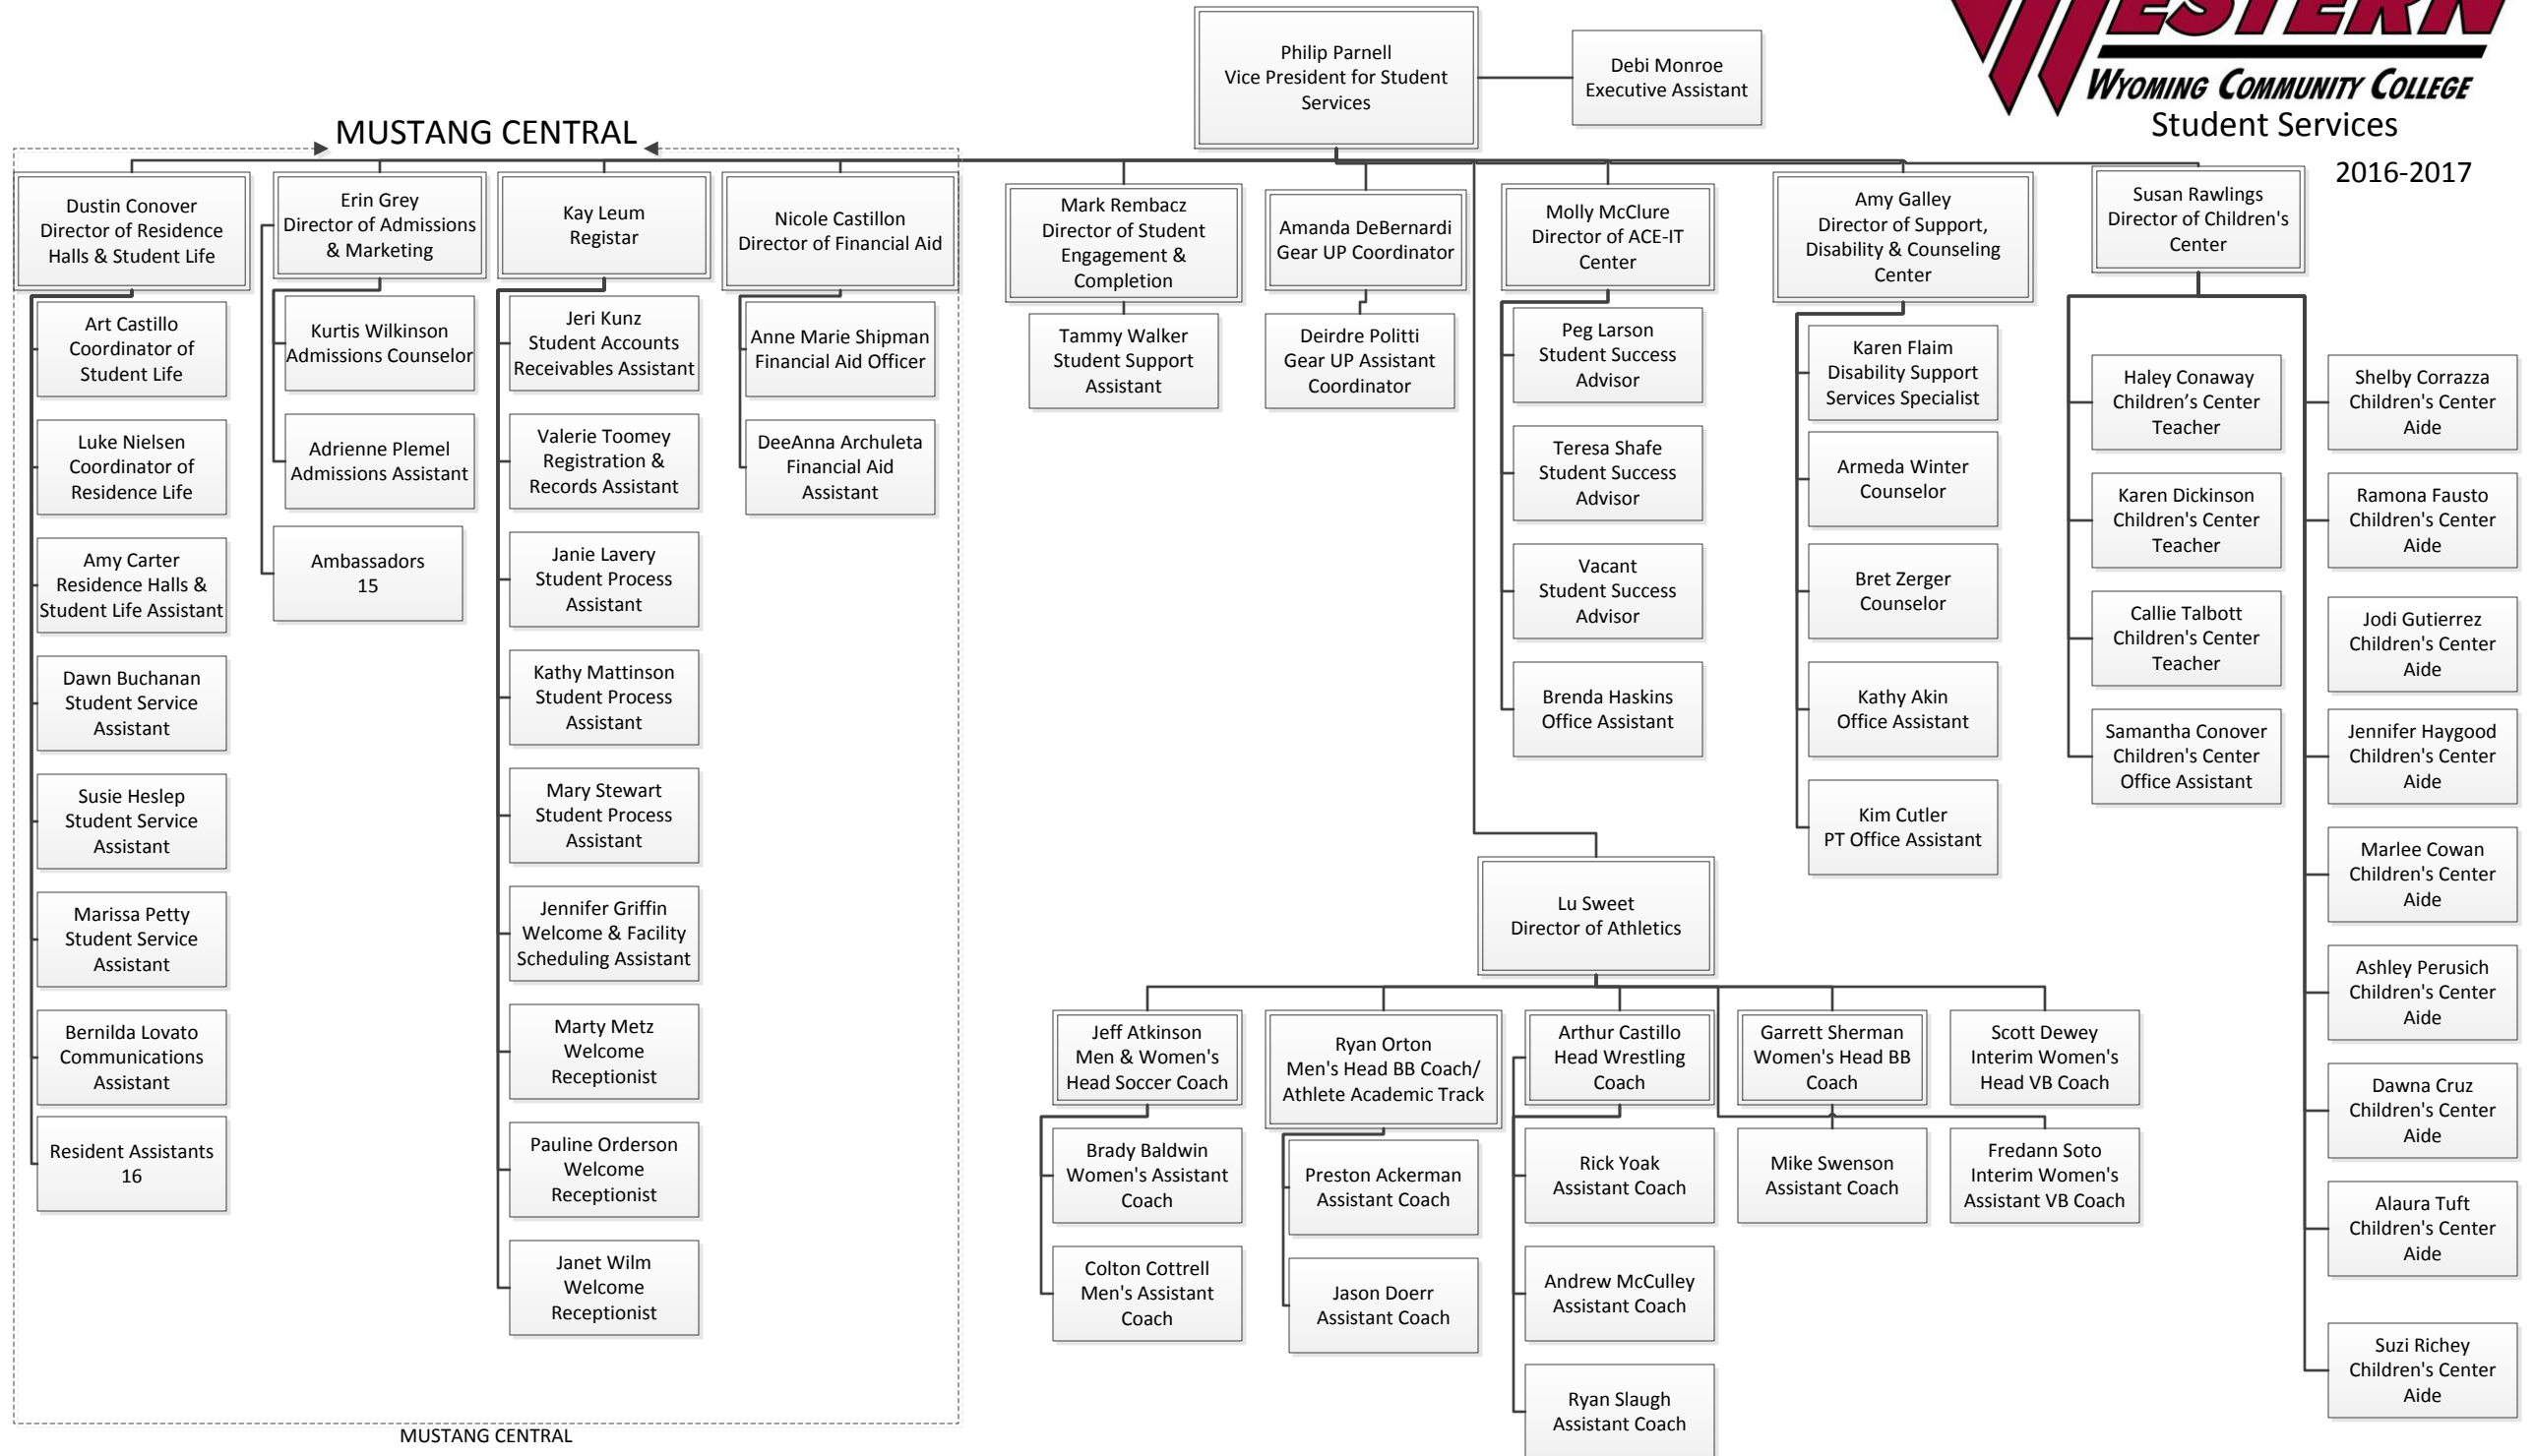 Philip Parnell
Vice President for Student
Services
Debi Monroe
Executive Assistant
ESTERN
WYOMING COMMUNITY COLLEGE
Student Services
2016-2017
MUSTANG CENTRAL
Dustin Conover
Director of Residence
Halls & Student Life
Erin Grey
Director of Admissions
& Marketing
Kay Leum
Registar
Nicole Castillon
Director of Financial Aid
Mark Rembacz
Director of Student
Engagement &
Completion
Amanda DeBernardi
Gear UP Coordinator
Molly McClure
Director of ACE-IT
Center
Amy Galley
Director of Support,
Disability & Counseling
Center
Susan Rawlings
Director of Children's
Center
Art Castillo
Coordinator of
Student Life
Luke Nielsen
Coordinator of
Residence Life
Amy Carter
Residence Halls &
Student Life Assistant
Dawn Buchanan
Student Service
Assistant
Susie Heslep
Student Service
Assistant
Marissa Petty
Student Service
Assistant
Bernilda Lovato
Communications
Assistant
Resident Assistants
16
Kurtis Wilkinson
Admissions Counselor
Adrienne Plemel
Admissions Assistant
Ambassadors
15
Jeri Kunz
Student Accounts
Receivables Assistant
Valerie Toomey
Registration &
Records Assistant
Janie Lavery
Student Process
Assistant
Kathy Mattinson
Student Process
Assistant
Mary Stewart
Student Process
Assistant
Jennifer Griffin
Welcome & Facility
Scheduling Assistant
Marty Metz
Welcome
Receptionist
Pauline Orderson
Welcome
Receptionist
Janet Wilm
Welcome
Receptionist
Anne Marie Shipman
Financial Aid Officer
DeeAnna Archuleta
Financial Aid
Assistant
Tammy Walker
Student Support
Assistant
Deirdre Politti
Gear UP Assistant
Coordinator
Peg Larson
Student Success
Advisor
Teresa Shafe
Student Success
Advisor
Vacant
Student Success
Advisor
Brenda Haskins
Office Assistant
Karen Flaim
Disability Support
Services Specialist
Armeda Winter
Counselor
Bret Zerger
Counselor
Kathy Akin
Office Assistant
Kim Cutler
PT Office Assistant
Haley Conaway
Children’s Center
Teacher
Karen Dickinson
Children's Center
Teacher
Callie Talbott
Children's Center
Teacher
Samantha Conover
Children's Center
Office Assistant
Shelby Corrazza
Children's Center
Aide
Ramona Fausto
Children's Center
Aide
Jodi Gutierrez
Children's Center
Aide
Jennifer Haygood
Children's Center
Aide
Marlee Cowan
Children's Center
Aide
Ashley Perusich
Children's Center
Aide
Dawna Cruz
Children's Center
Aide
Alaura Tuft
Children's Center
Aide
Suzi Richey
Children's Center
Aide
Lu Sweet
Director of Athletics
Jeff Atkinson
Men & Women's
Head Soccer Coach
Ryan Orton
Men's Head BB Coach/
Athlete Academic Track
Arthur Castillo
Head Wrestling
Coach
Garrett Sherman
Women's Head BB
Coach
Scott Dewey
Interim Women's
Head VB Coach
Brady Baldwin
Women's Assistant
Coach
Colton Cottrell
Men's Assistant
Coach
Preston Ackerman
Assistant Coach
Jason Doerr
Assistant Coach
Rick Yoak
Assistant Coach
Andrew McCulley
Assistant Coach
Ryan Slaugh
Assistant Coach
Mike Swenson
Assistant Coach
Fredann Soto
Interim Women's
Assistant VB Coach
MUSTANG CENTRAL